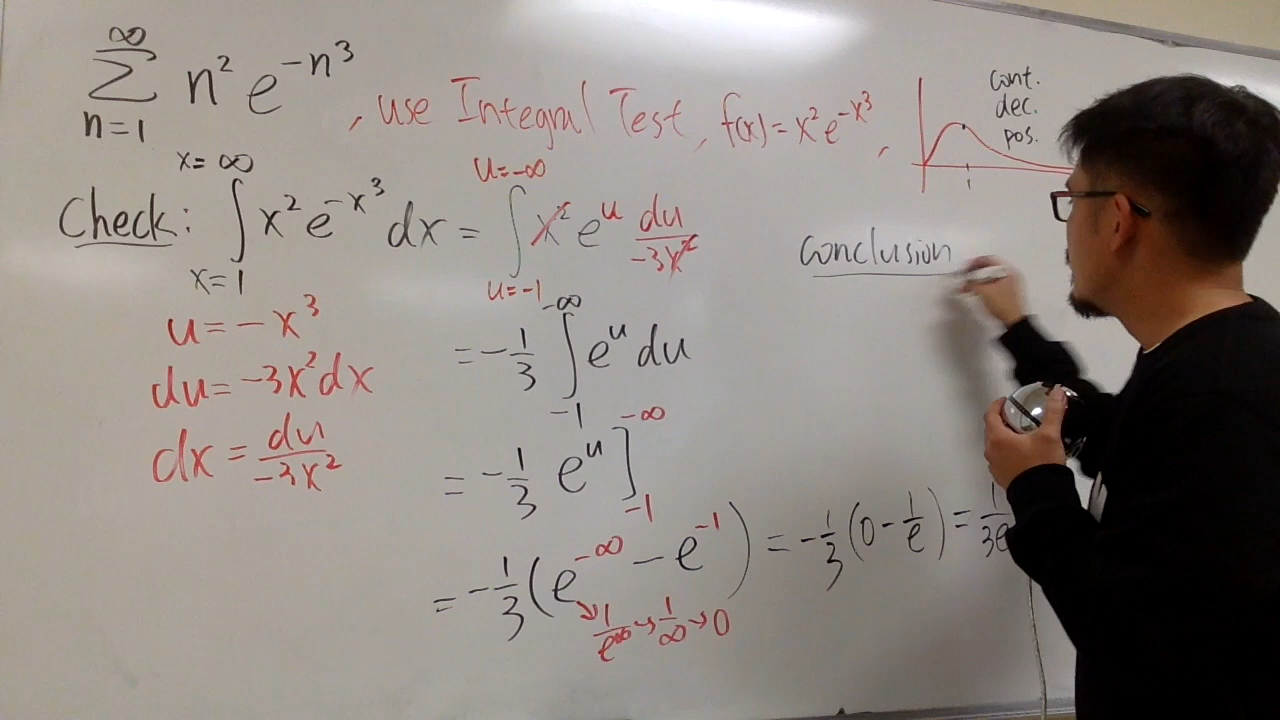 ∞
∑ n² e^{-n³} , use Integral Test, f(x) = x² e^{-x³},
n=1
cont.
dec.
pos.
1
x=∞
Check: ∫ x² e^{-x³} dx = ∫ x² e^u du/(-3x²)
x=1
u=-∞
u=-1
u = -x³
du = -3x² dx
dx = du/(-3x²)
= -1/3 ∫_{-1}^{-∞} e^u du
= -1/3 e^u ]_{-1}^{-∞}
= -1/3 (e^{-∞} - e^{-1}) = -1/3 (0 - 1/e) = 1/3e
→ 1/e^∞ → 1/∞ → 0
Conclusion